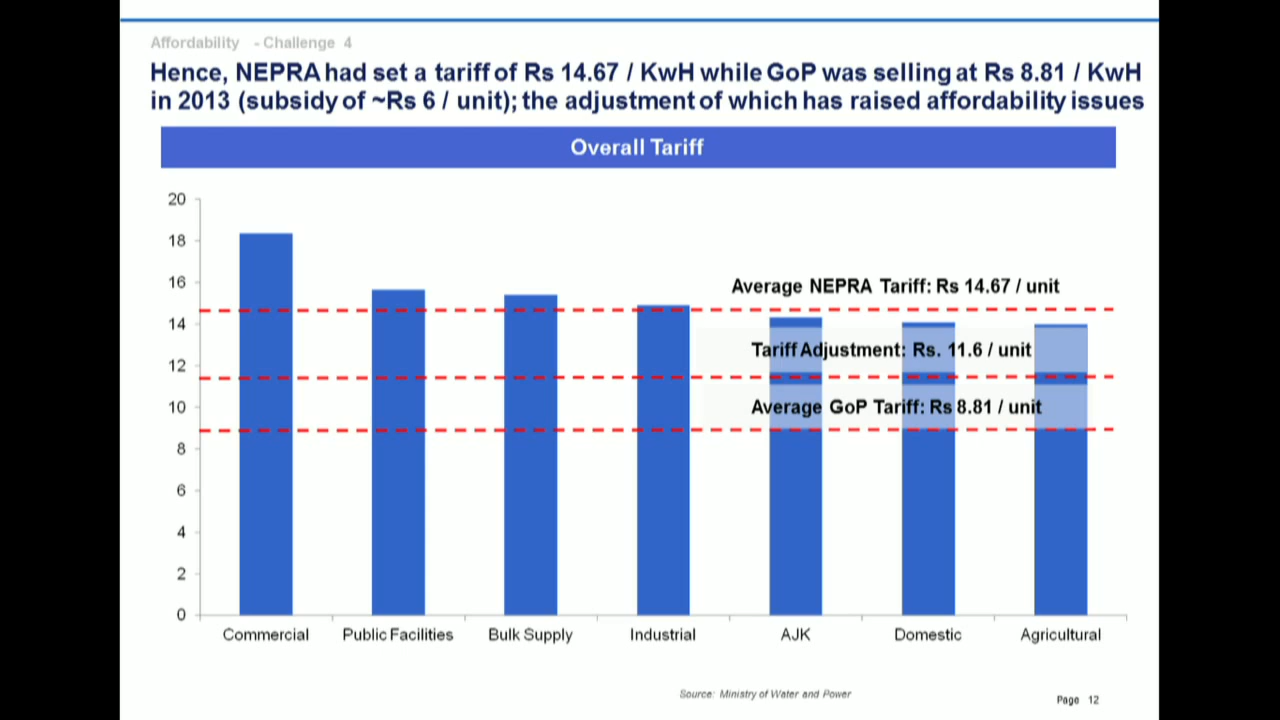 Affordability - Challenge 4
Hence, NEPRA had set a tariff of Rs 14.67 / KwH while GoP was selling at Rs 8.81 / KwH
in 2013 (subsidy of ~Rs 6 / unit); the adjustment of which has raised affordability issues
Overall Tariff
20
18
16
14
12
10
8
6
4
2
0
Average NEPRA Tariff: Rs 14.67 / unit
Tariff Adjustment: Rs. 11.6 / unit
Average GoP Tariff: Rs 8.81 / unit
Commercial Public Facilities Bulk Supply Industrial AJK Domestic Agricultural
Source: Ministry of Water and Power
Page 12